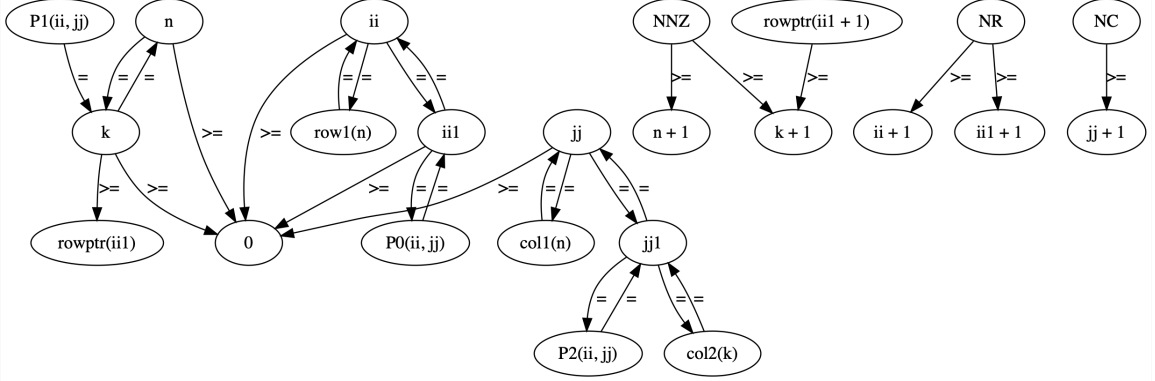 P1(ii, jj)
n
ii
NNZ
rowptr(ii1 + 1)
NR
NC
=
=
=
=
=
=
=
>=
>=
>=
>=
>=
>=
k
>=
>=
row1(n)
ii1
jj
n + 1
k + 1
ii + 1
ii1 + 1
jj + 1
>=
>=
>=
=
=
>=
=
=
=
=
rowptr(ii1)
0
P0(ii, jj)
col1(n)
jj1
=
=
=
=
P2(ii, jj)
col2(k)